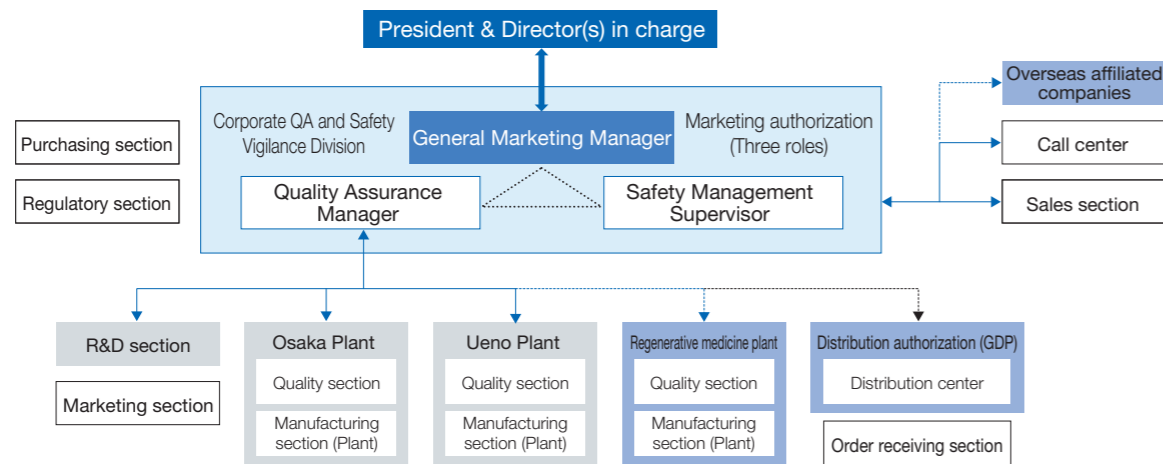 President & Director(s) in charge
Corporate QA and Safety
Vigilance Division
General Marketing Manager
Marketing authorization
(Three roles)
Quality Assurance
Manager
Safety Management
Supervisor
Purchasing section
Regulatory section
Overseas affiliated
companies
Call center
Sales section
R&D section
Marketing section
Osaka Plant
Quality section
Manufacturing
section (Plant)
Ueno Plant
Quality section
Manufacturing
section (Plant)
Regenerative medicine plant
Quality section
Manufacturing
section (Plant)
Distribution authorization (GDP)
Distribution center
Order receiving section